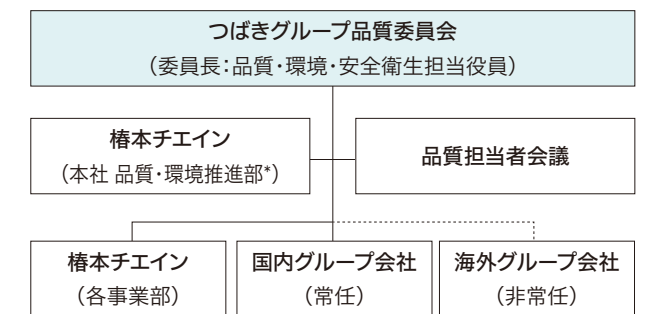 つばきグループ品質委員会
（委員長：品質・環境・安全衛生担当役員）
椿本チエイン
（本社 品質・環境推進部*）
品質担当者会議
椿本チエイン
（各事業部）
国内グループ会社
（常任）
海外グループ会社
（非常任）